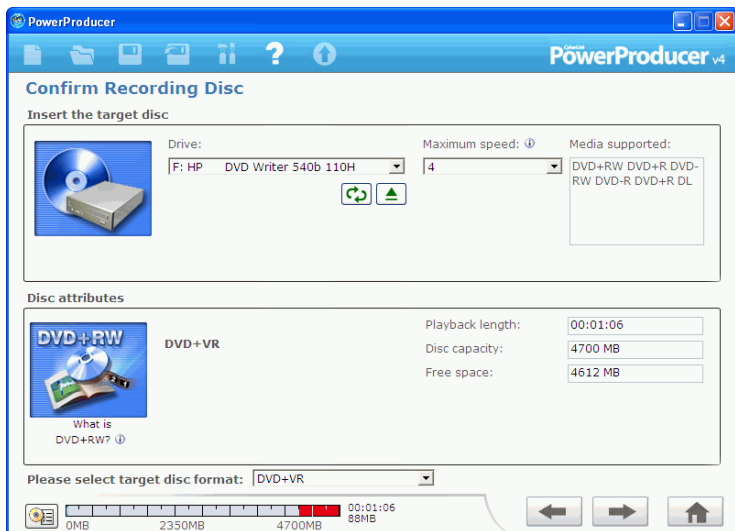 PowerProducer
CyberLink
PowerProducer v4
Confirm Recording Disc
Insert the target disc
Drive:
Maximum speed:
Media supported:
F: HP DVD Writer 540b 110H
4
DVD+RW DVD+R DVD-
RW DVD-R DVD+R DL
Disc attributes
DVD+RW
DVD+VR
Playback length:
00:01:06
Disc capacity:
4700 MB
Free space:
4612 MB
What is
DVD+RW?
Please select target disc format:
DVD+VR
00:01:06
88MB
0MB
2350MB
4700MB